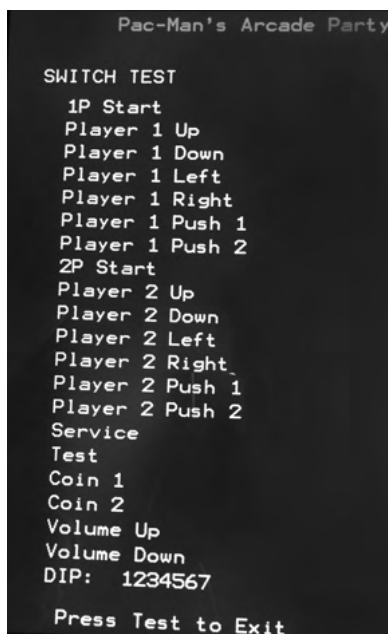 Pac-Man's Arcade Party
SWITCH TEST
1P Start
Player 1 Up
Player 1 Down
Player 1 Left
Player 1 Right
Player 1 Push 1
Player 1 Push 2
2P Start
Player 2 Up
Player 2 Down
Player 2 Left
Player 2 Right
Player 2 Push 1
Player 2 Push 2
Service
Test
Coin 1
Coin 2
Volume Up
Volume Down
DIP: 1234567
Press Test to Exit